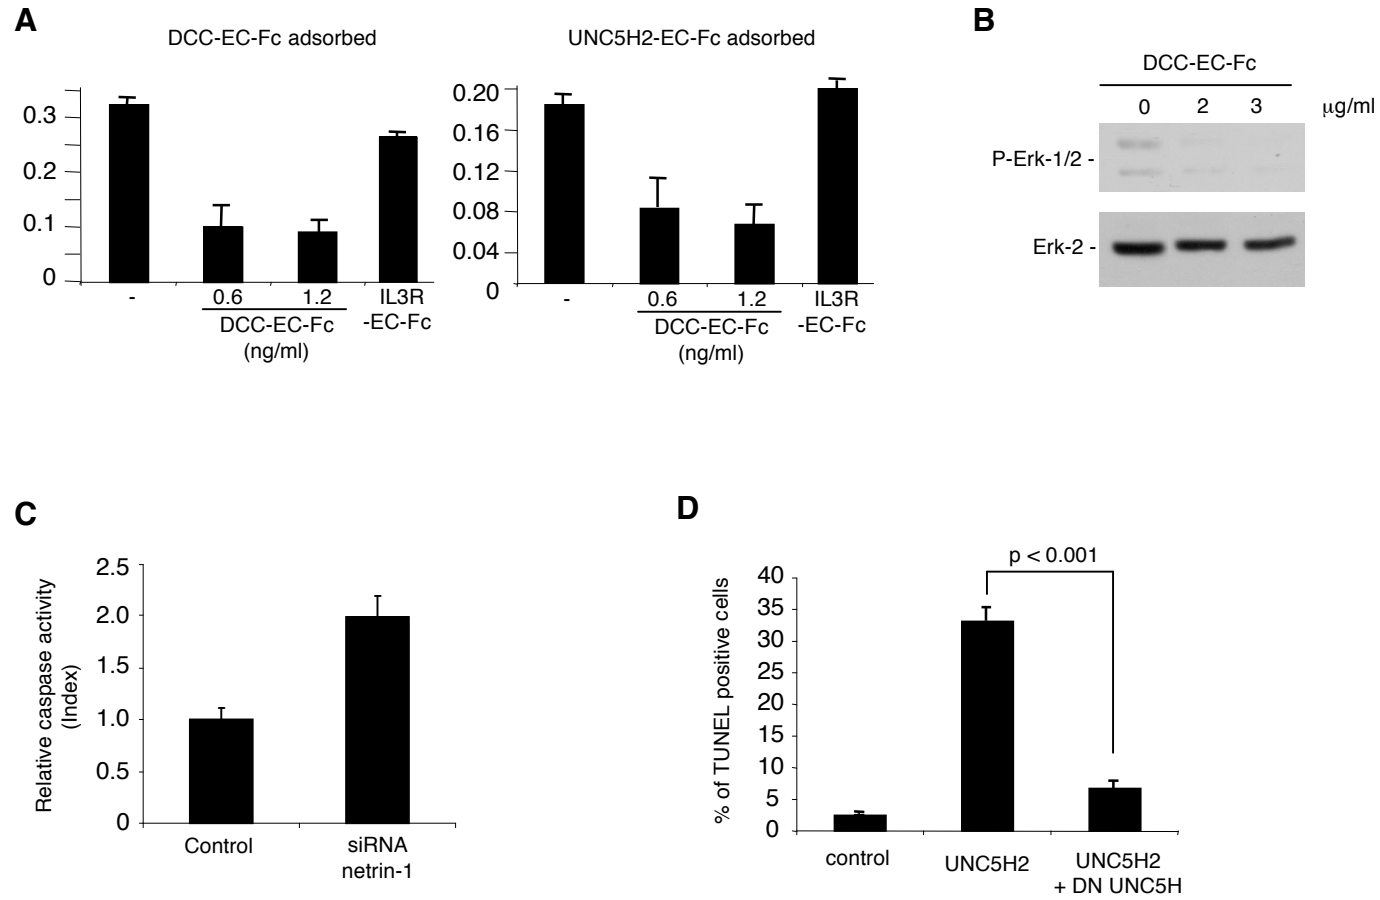 A
DCC-EC-Fc adsorbed
0.3
0.2
0.1
0
-
0.6
1.2
IL3R
-EC-Fc
DCC-EC-Fc
(ng/ml)
UNC5H2-EC-Fc adsorbed
0.20
0.16
0.12
0.08
0.04
0
-
0.6
1.2
IL3R
-EC-Fc
DCC-EC-Fc
(ng/ml)
B
DCC-EC-Fc
0 2 3 μg/ml
P-Erk-1/2 -
Erk-2 -
C
Relative caspase activity
(Index)
2.5
2.0
1.5
1.0
0.5
0
Control
siRNA
netrin-1
D
% of TUNEL positive cells
40
35
30
25
20
15
10
5
0
p < 0.001
control
UNC5H2
UNC5H2
+ DN UNC5H